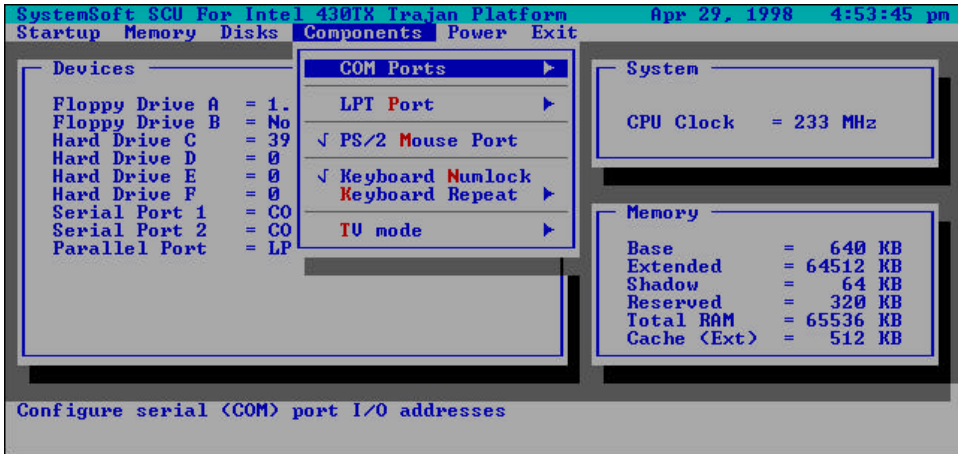 SystemSoft SCU For Intel 430TX Trajan Platform Apr 29, 1998 4:53:45 pm
Startup Memory Disks Components Power Exit
Devices
Floppy Drive A = 1.
Floppy Drive B = No
Hard Drive C = 39
Hard Drive D = 0
Hard Drive E = 0
Hard Drive F = 0
Serial Port 1 = CO
Serial Port 2 = CO
Parallel Port = LP
COM Ports ►
LPT Port ►
√ PS/2 Mouse Port
√ Keyboard Numlock
Keyboard Repeat ►
TV mode ►
System
CPU Clock = 233 MHz
Memory
Base = 640 KB
Extended = 64512 KB
Shadow = 64 KB
Reserved = 320 KB
Total RAM = 65536 KB
Cache (Ext) = 512 KB
Configure serial (COM) port I/O addresses